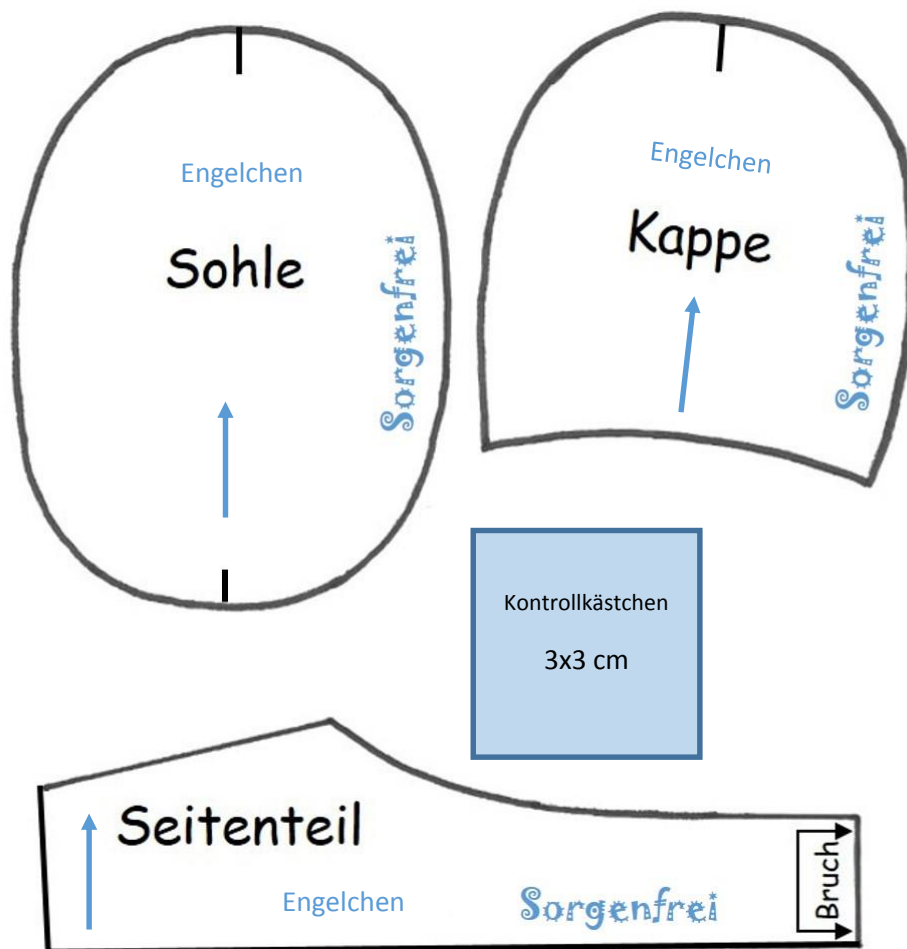 Engelchen
Sohle
Sorgenfrei
Engelchen
Kappe
Sorgenfrei
Kontrollkästchen
3x3 cm
Seitenteil
Engelchen
Sorgenfrei
Bruch